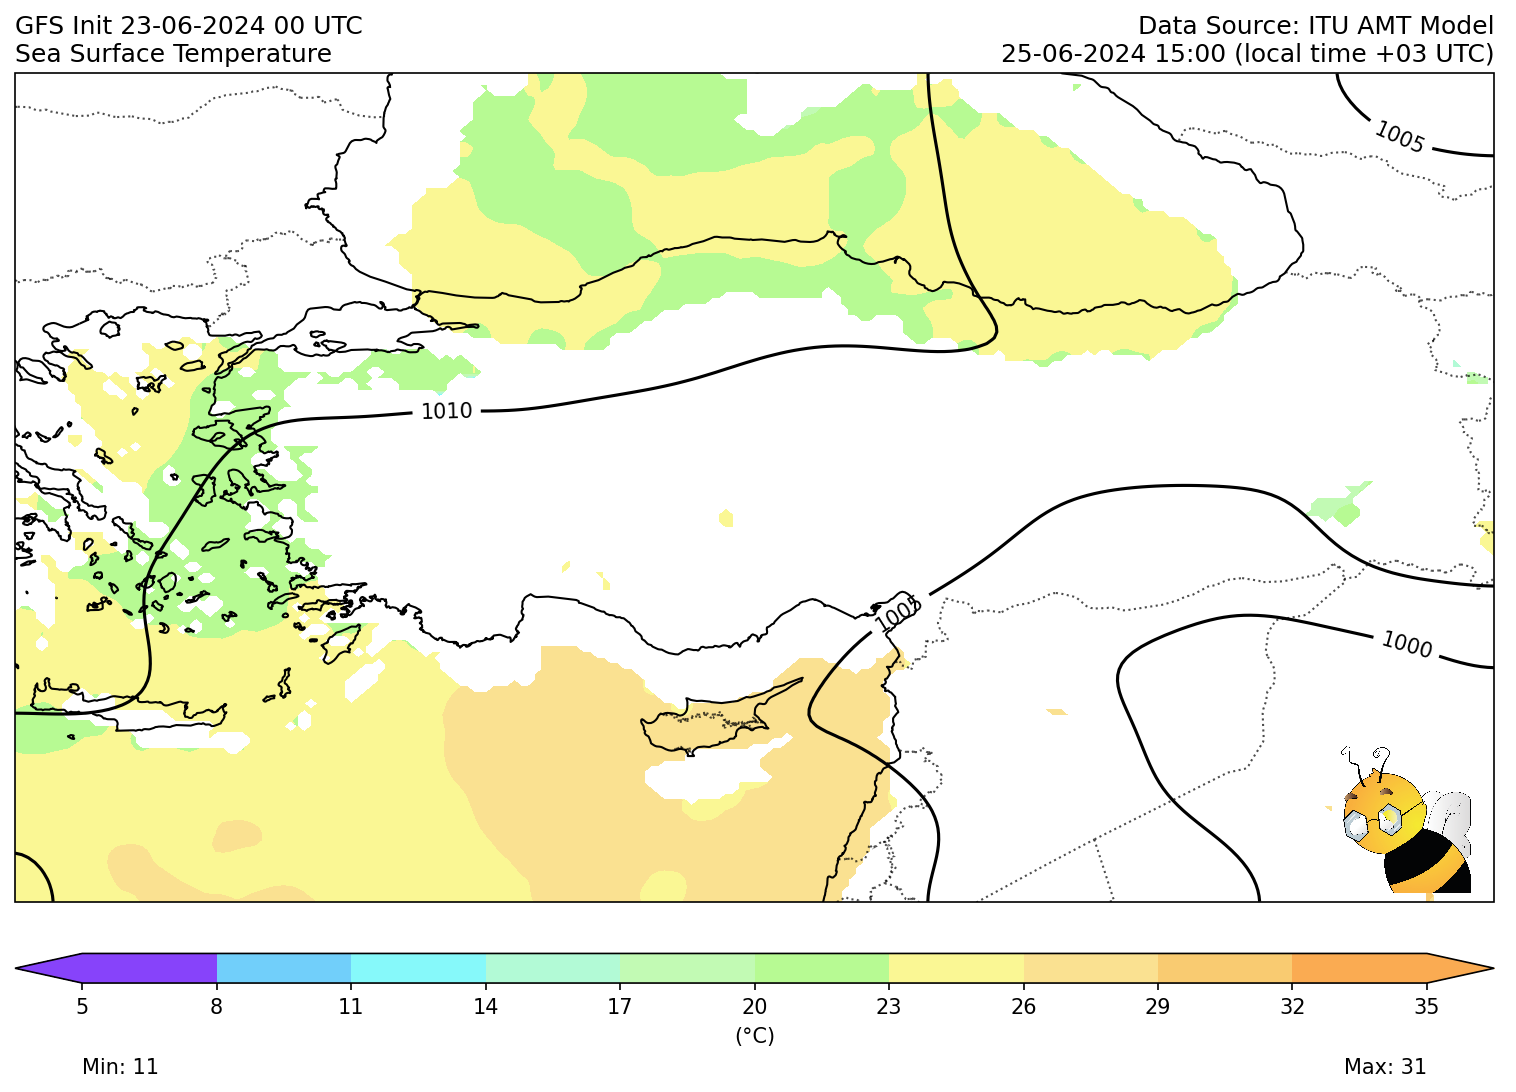 GFS Init 23-06-2024 00 UTC
Sea Surface Temperature
Data Source: ITU AMT Model
25-06-2024 15:00 (local time +03 UTC)
1005
1010
1005
1000
5 8 11 14 17 20 23 26 29 32 35
(°C)
Min: 11
Max: 31